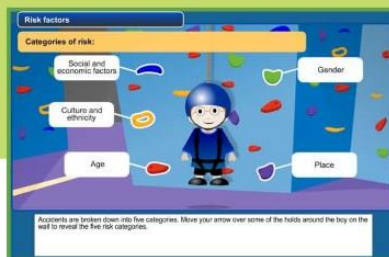 Risk factors
Categories of risk:
Social and
economic factors
Gender
Culture and
ethnicity
Age
Place
Accidents are broken down into five categories. Move your arrow over some of the holds around the boy on the
wall to reveal the five risk categories.